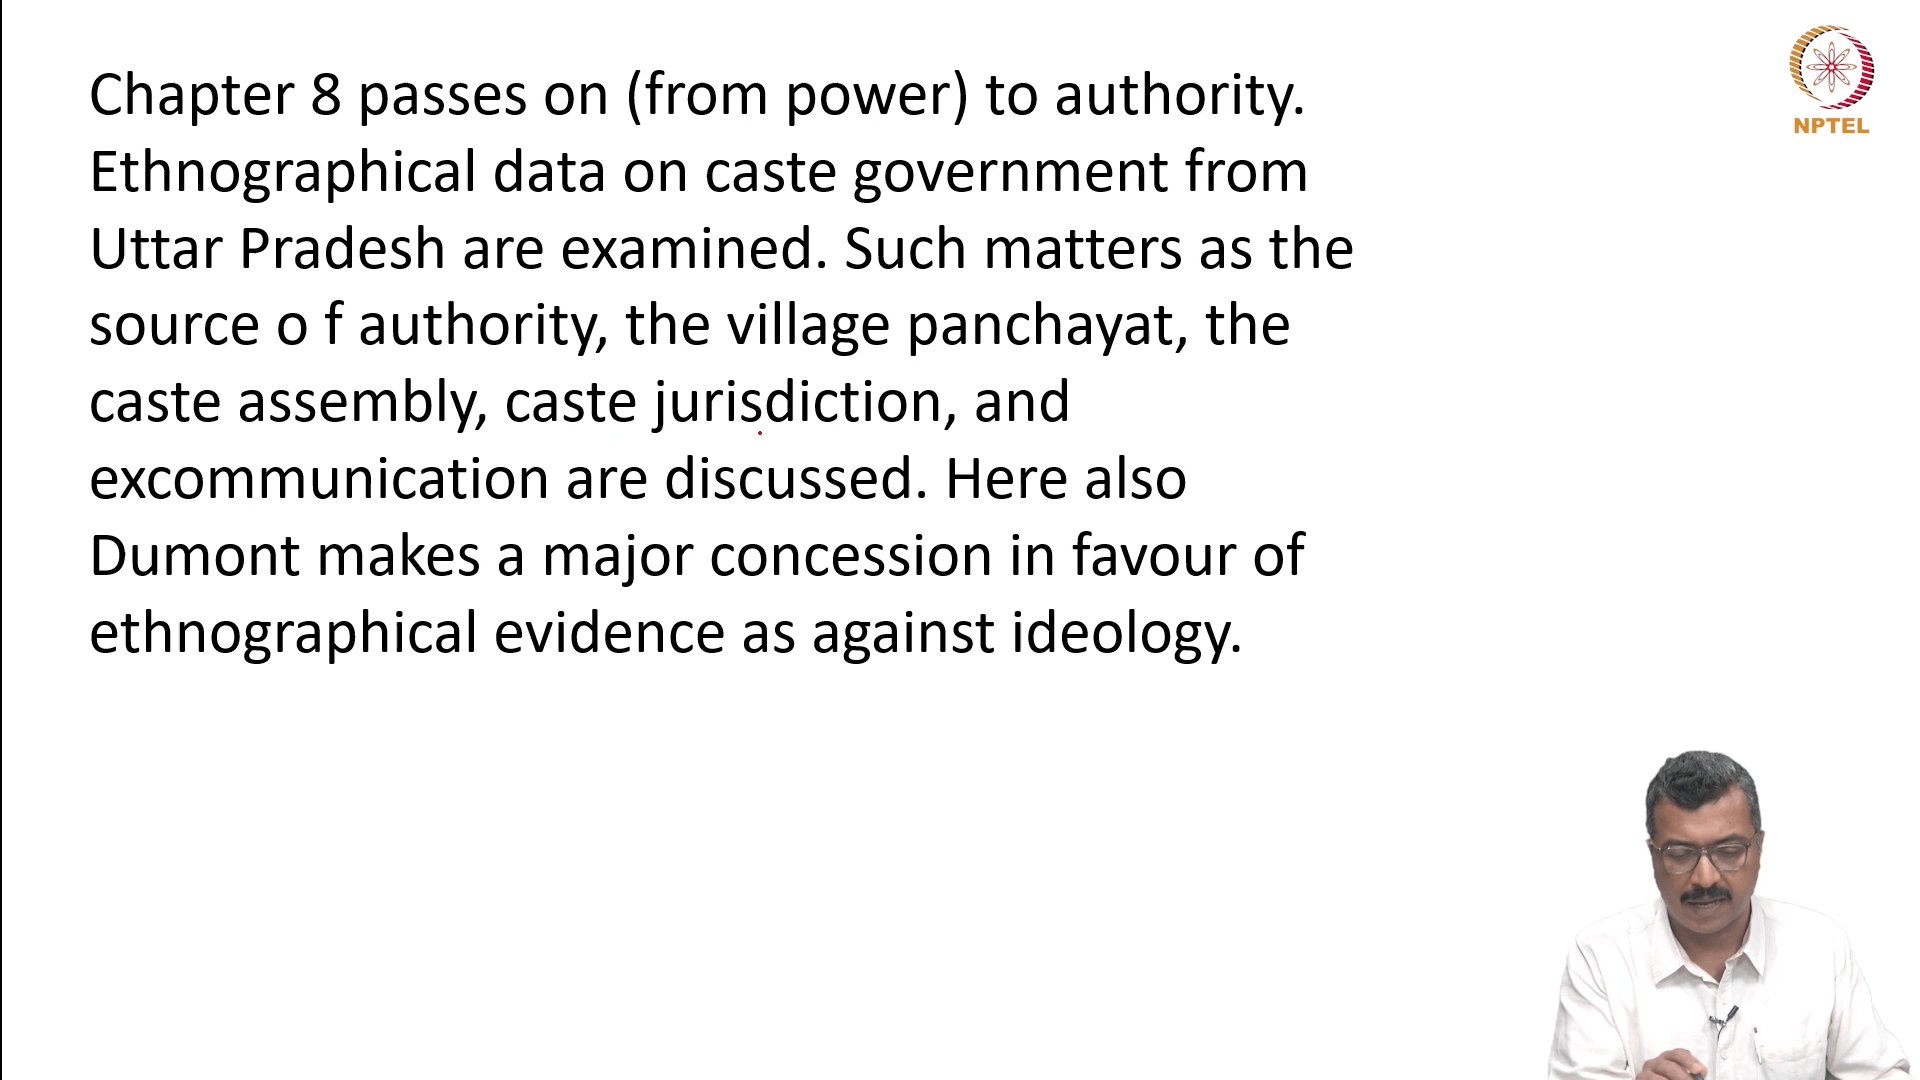 Chapter 8 passes on (from power) to authority.
Ethnographical data on caste government from
Uttar Pradesh are examined. Such matters as the
source o f authority, the village panchayat, the
caste assembly, caste jurisdiction, and
excommunication are discussed. Here also
Dumont makes a major concession in favour of
ethnographical evidence as against ideology.
NPTEL